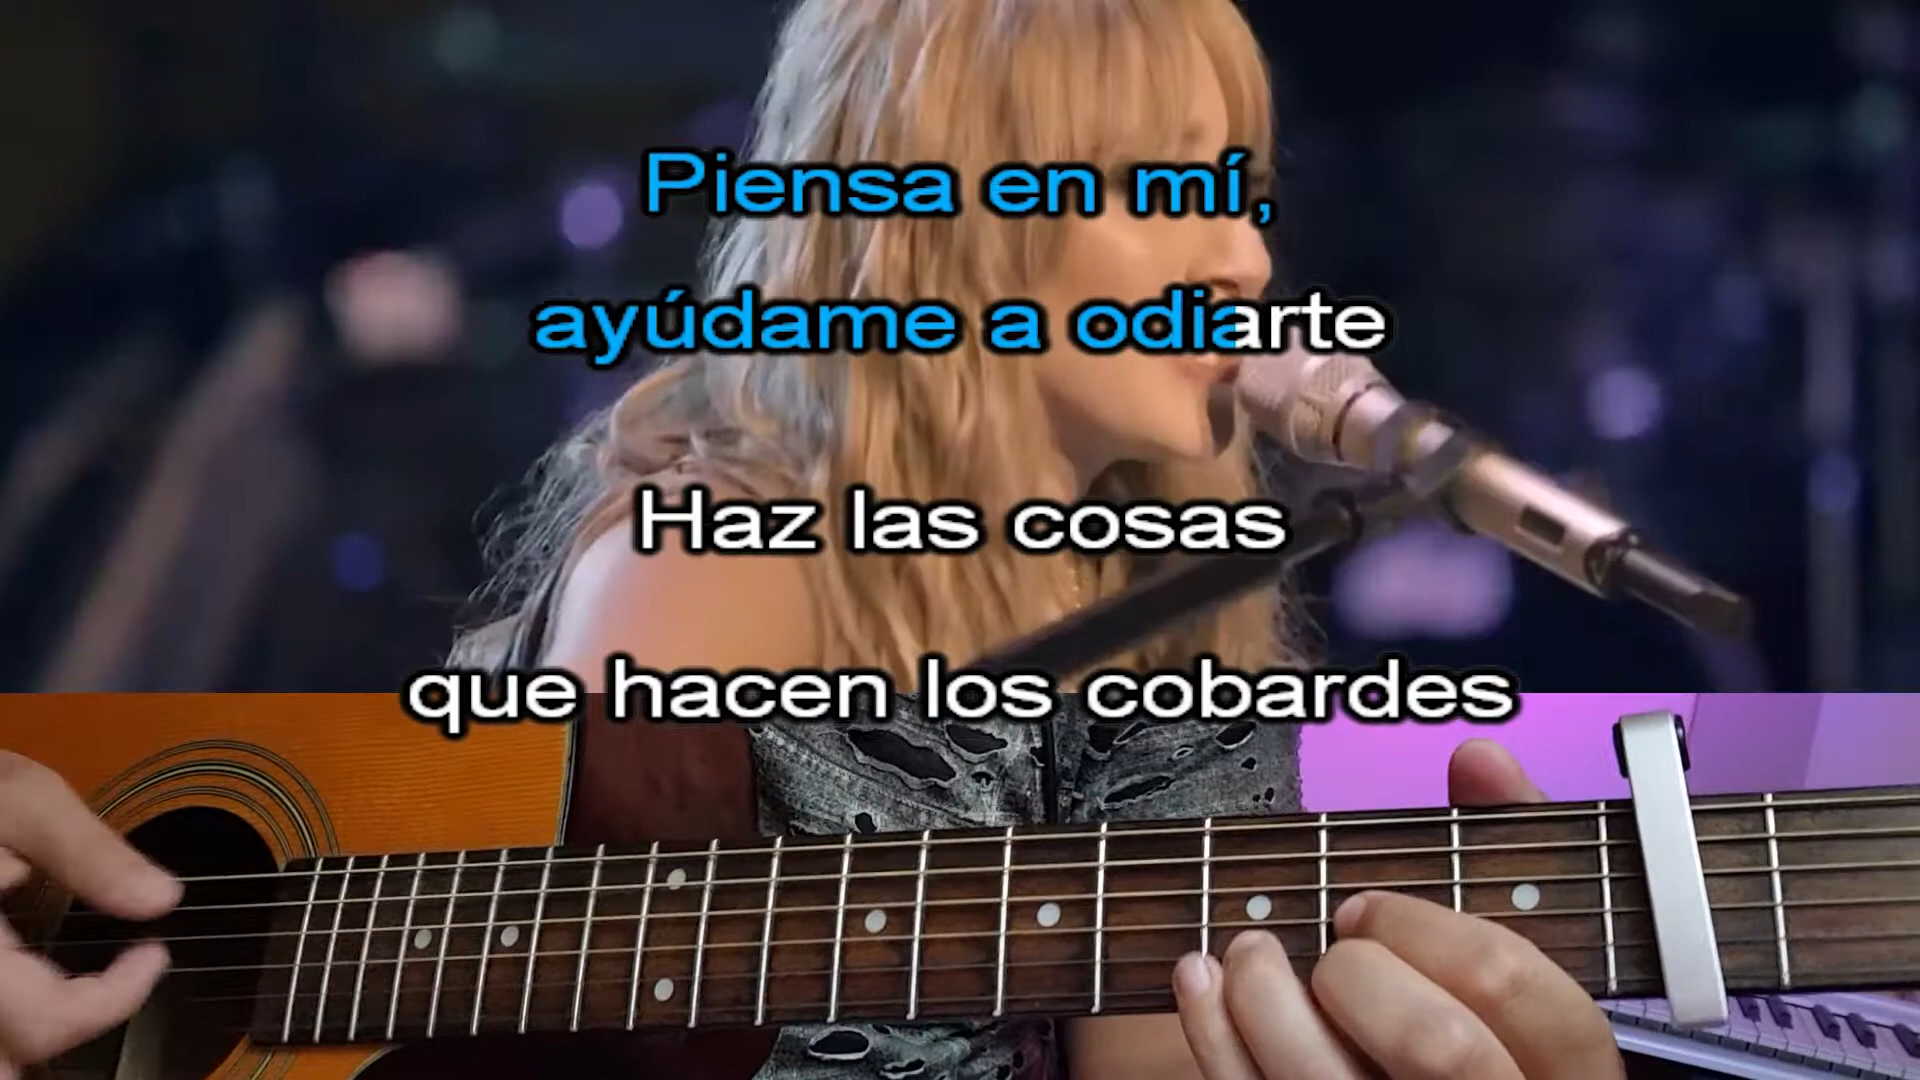 Piensa en mí,
ayúdame a odiarte
Haz las cosas
que hacen los cobardes